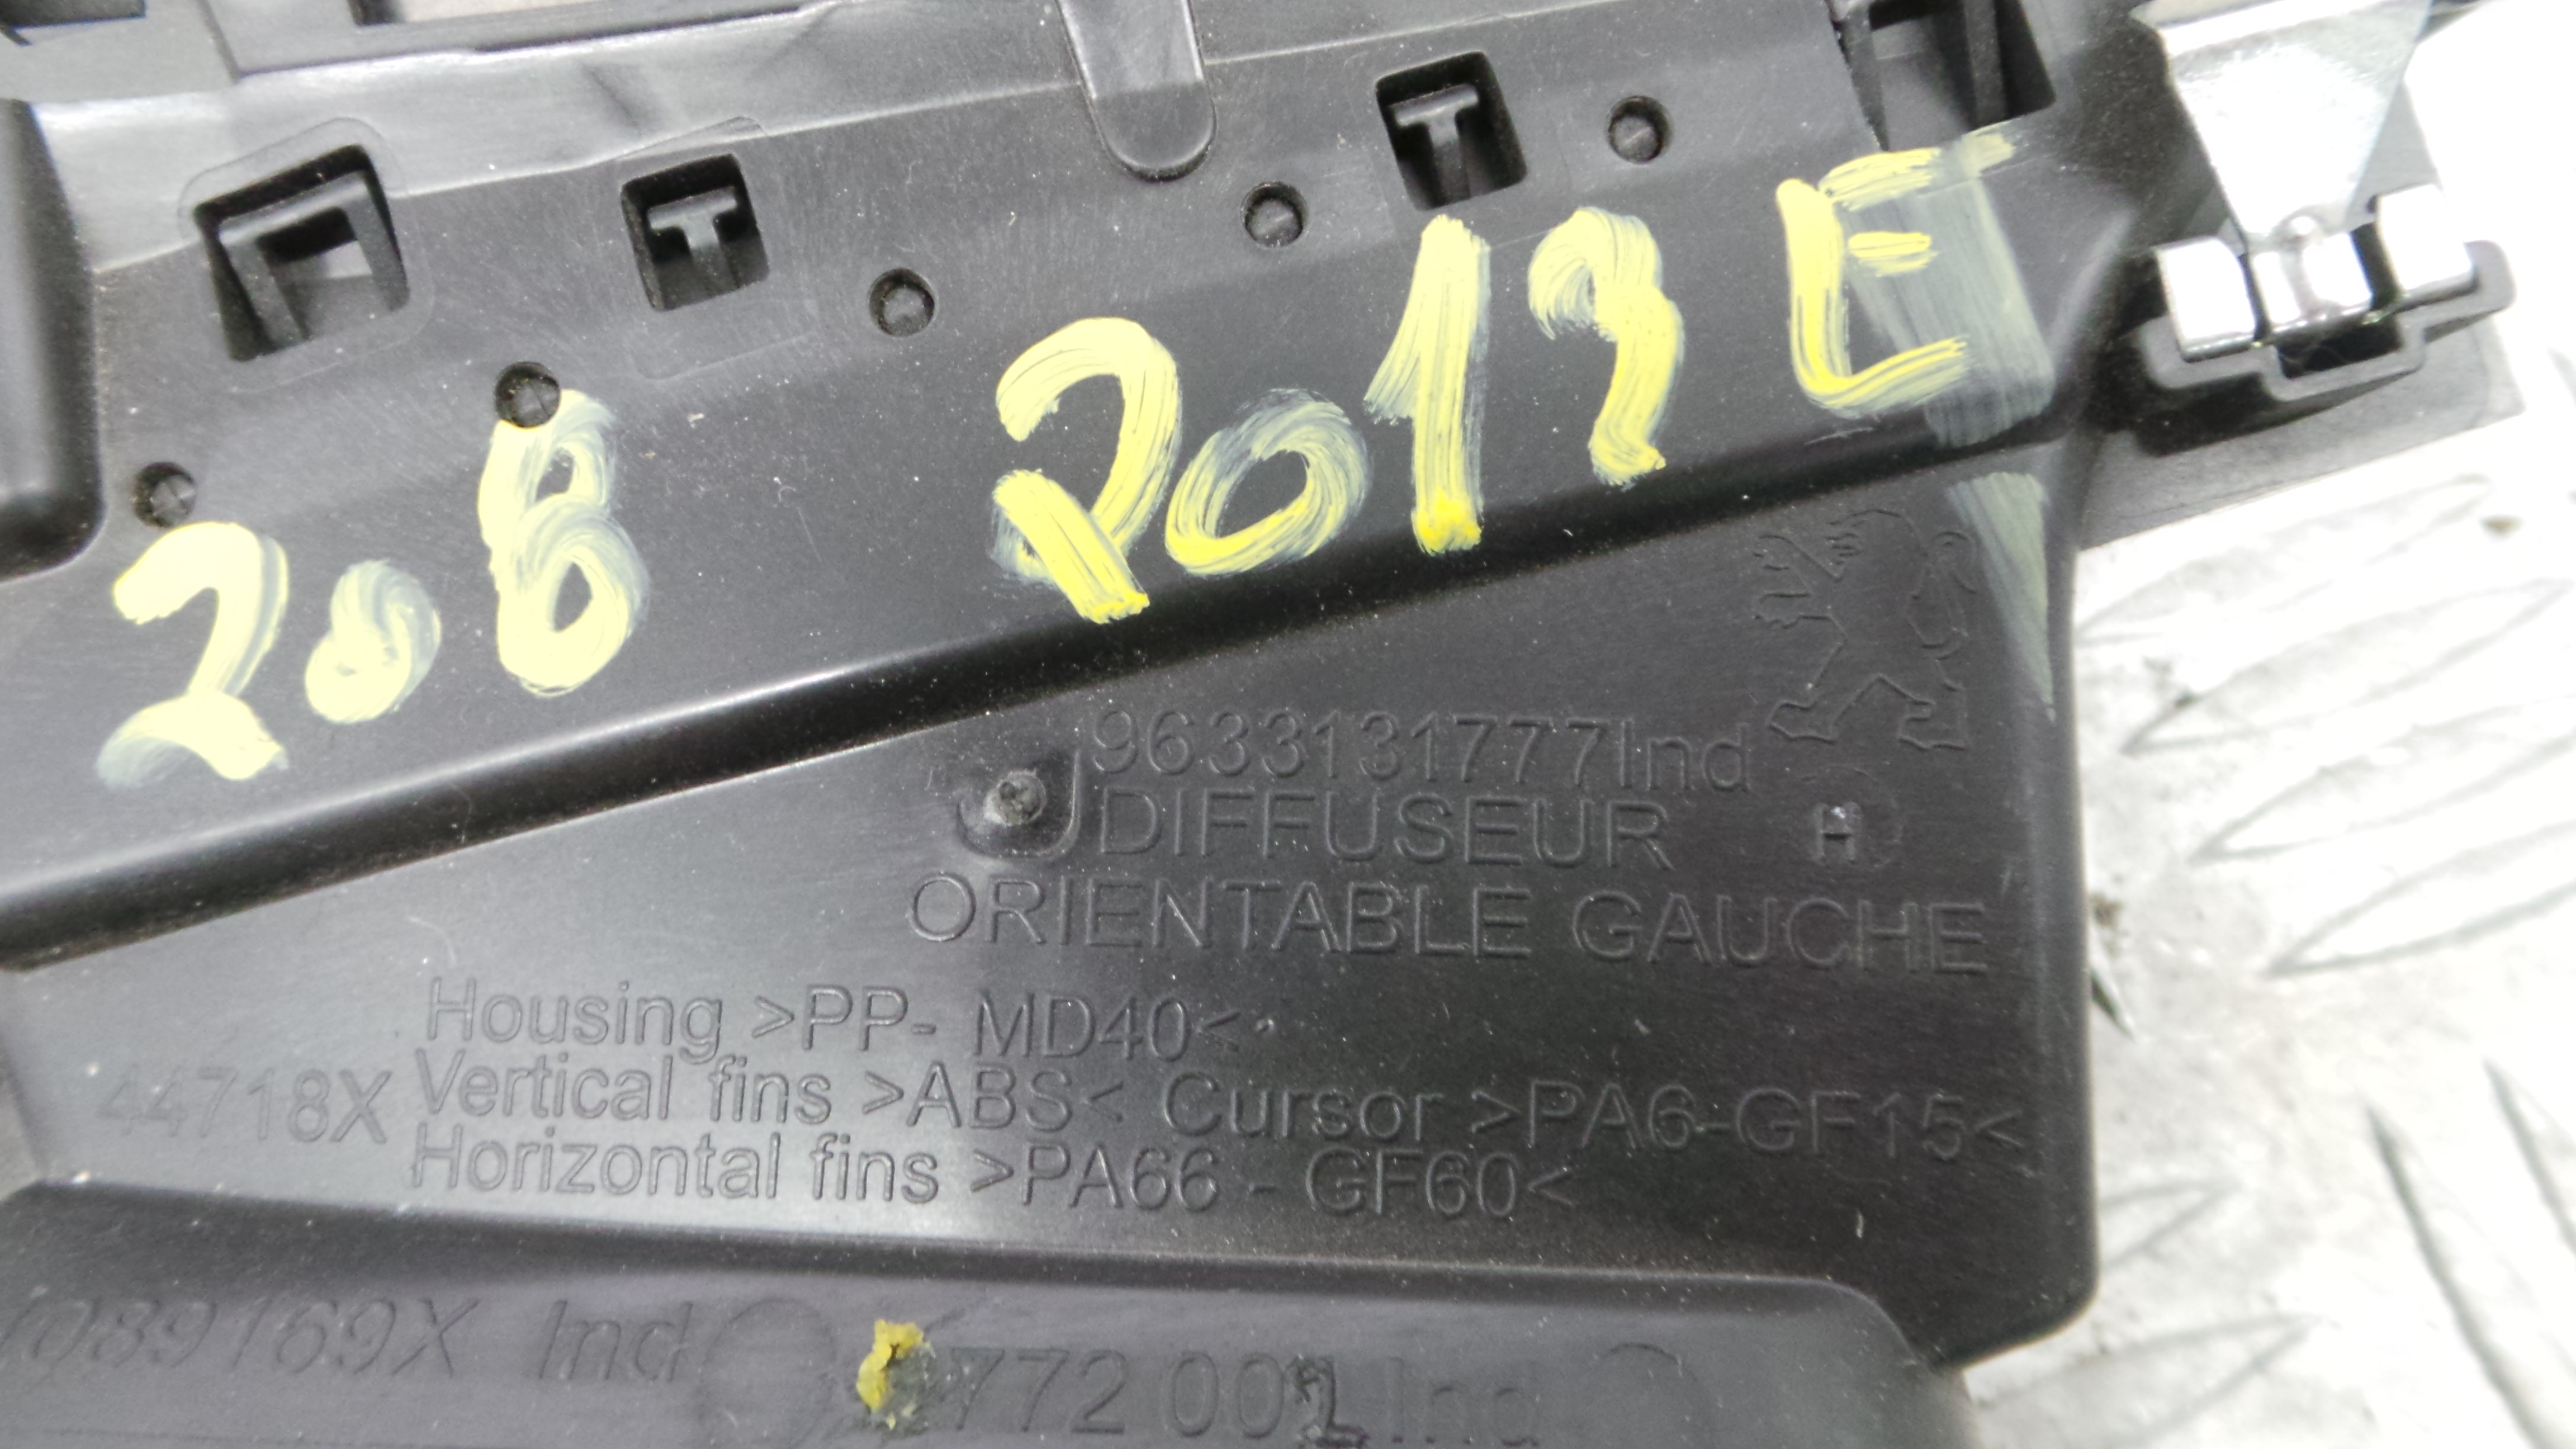 208 2019 E
9633131777Ind
DIFFUSEUR H
ORIENTABLE GAUCHE
Housing >PP- MD40<
44718X Vertical fins >ABS< Cursor >PA6-GF15<
Horizontal fins >PA66 - GF60<
089169X Ind 772 001 Ind